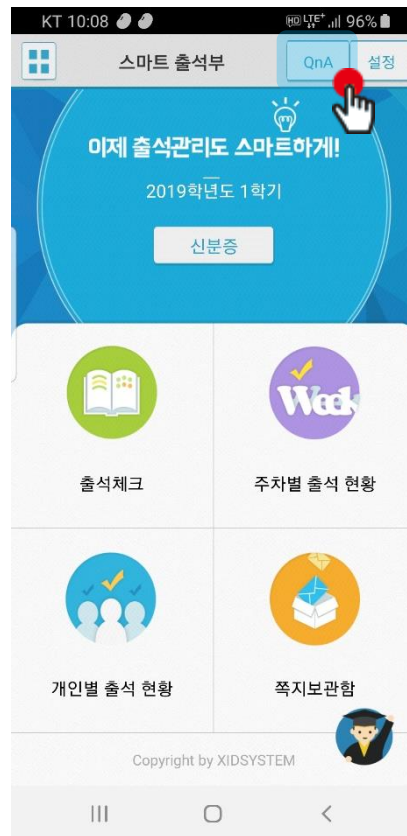 KT 10:08
HD LTE+ 96%
스마트 출석부
QnA
설정
이제 출석관리도 스마트하게!
2019학년도 1학기
신분증
Week
출석체크
주차별 출석 현황
개인별 출석 현황
쪽지보관함
Copyright by XIDSYSTEM